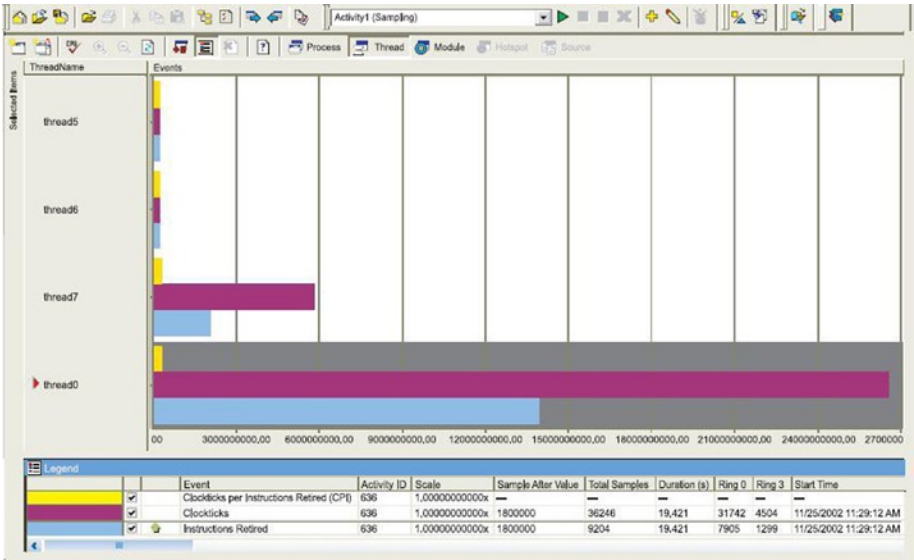 Activity1 (Sampling)
Process Thread Module Hotspot Source
Selected Items
ThreadName Events
thread5
thread6
thread7
thread0
00 3000000000,00 6000000000,00 9000000000,00 12000000000,00 15000000000,00 18000000000,00 21000000000,00 24000000000,00 2700000
Legend
Event Activity ID Scale Sample After Value Total Samples Duration (s) Ring 0 Ring 3 Start Time
Clockticks per Instructions Retired (CPI) 636 1,00000000000x — — — — — —
Clockticks 636 1,00000000000x 1800000 36246 19,421 31742 4504 11/25/2002 11:29:12 AM
Instructions Retired 636 1,00000000000x 1800000 9204 19.421 7905 1299 11/25/2002 11:29:12 AM